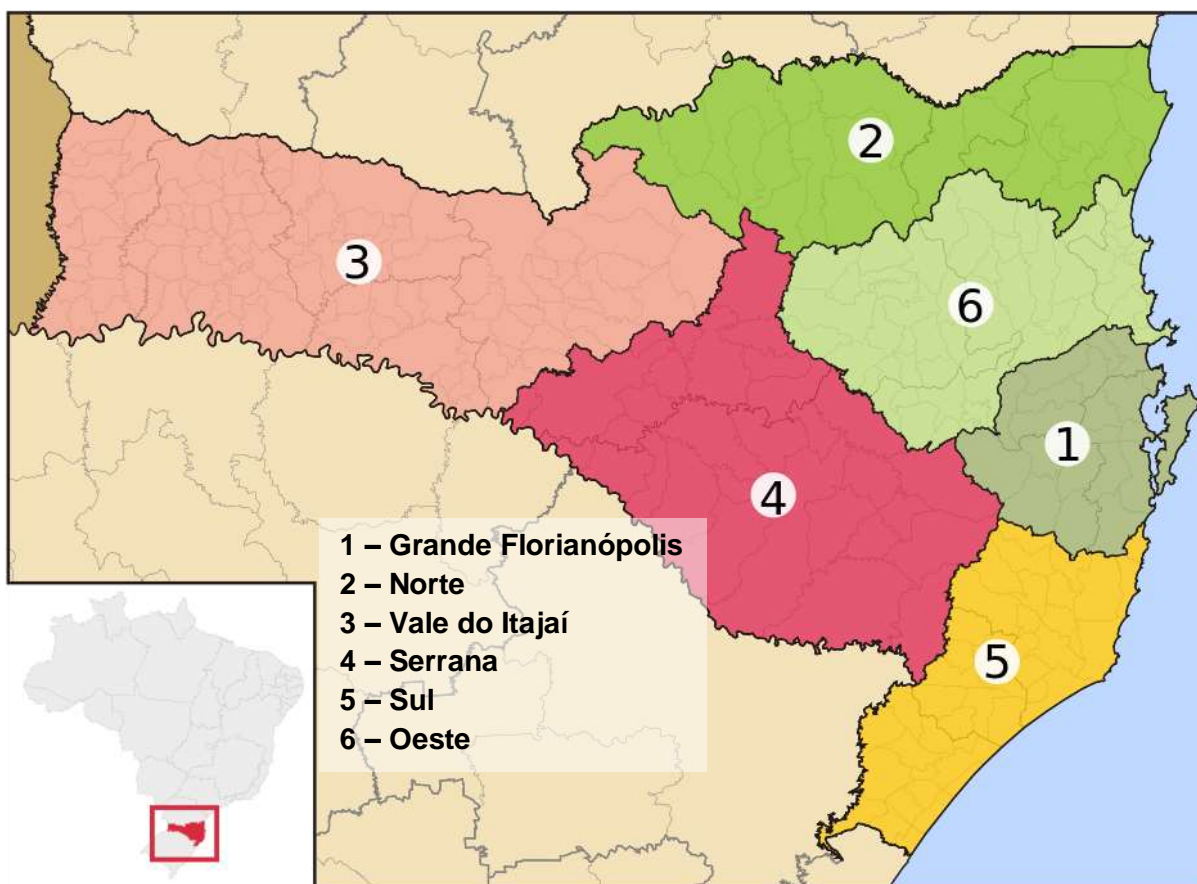 2
3
6
1
4
1 – Grande Florianópolis
2 – Norte
3 – Vale do Itajaí
4 – Serrana
5 – Sul
6 – Oeste
5